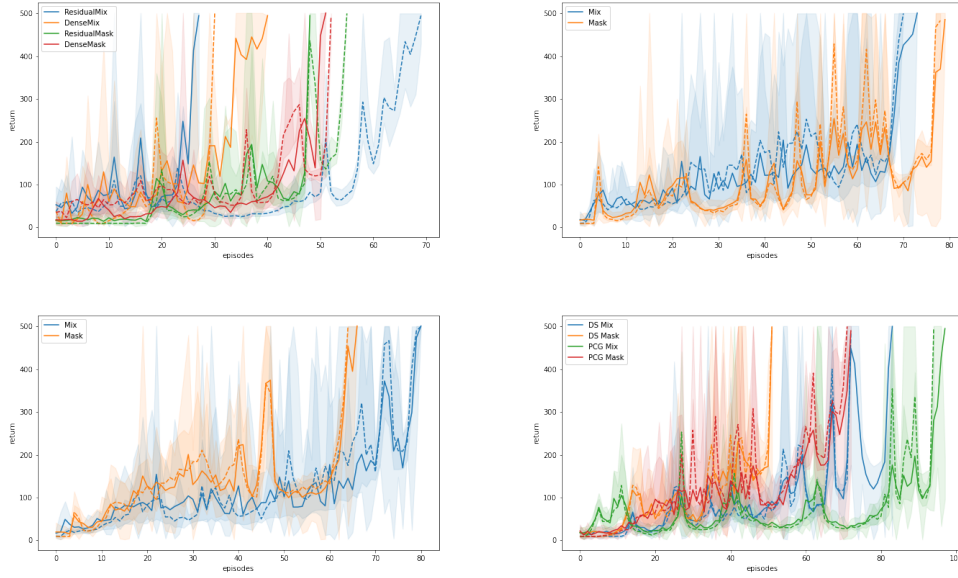 500
400
300
200
100
0
return
ResidualMix
DenseMix
ResidualMask
DenseMask
0 10 20 30 40 50 60 70
episodes
500
400
300
200
100
0
return
Mix
Mask
0 10 20 30 40 50 60 70 80
episodes
500
400
300
200
100
0
return
Mix
Mask
0 10 20 30 40 50 60 70 80
episodes
500
400
300
200
100
0
return
DS Mix
DS Mask
PCG Mix
PCG Mask
0 20 40 60 80
episodes